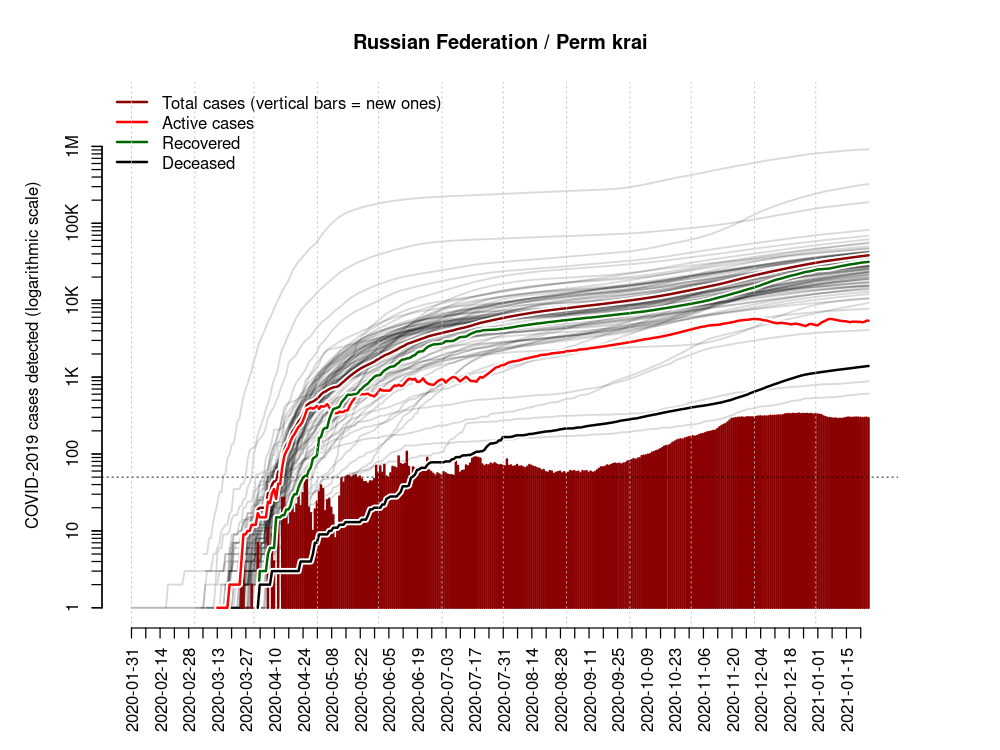 Russian Federation / Perm krai
Total cases (vertical bars = new ones)
Active cases
Recovered
Deceased
COVID-2019 cases detected (logarithmic scale)
1M
100K
10K
1K
100
10
1
2020-01-31
2020-02-14
2020-02-28
2020-03-13
2020-03-27
2020-04-10
2020-04-24
2020-05-08
2020-05-22
2020-06-05
2020-06-19
2020-07-03
2020-07-17
2020-07-31
2020-08-14
2020-08-28
2020-09-11
2020-09-25
2020-10-09
2020-10-23
2020-11-06
2020-11-20
2020-12-04
2020-12-18
2021-01-01
2021-01-15